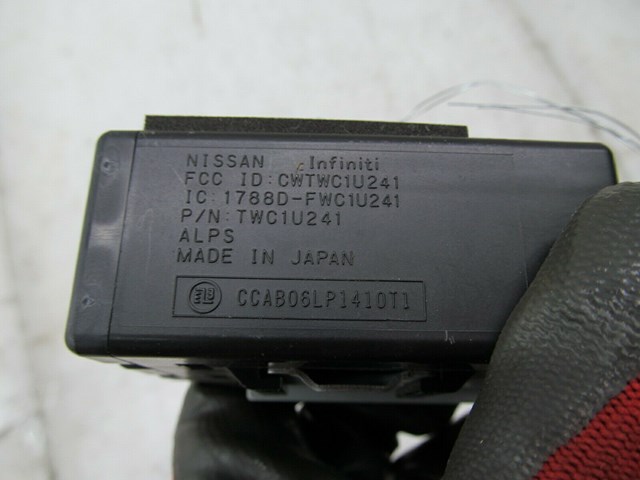 NISSAN Infiniti
FCC ID:CWTWC1U241
IC:1788D-FWC1U241
P/N:TWC1U241
ALPS
MADE IN JAPAN
CCAB06LP1410T1